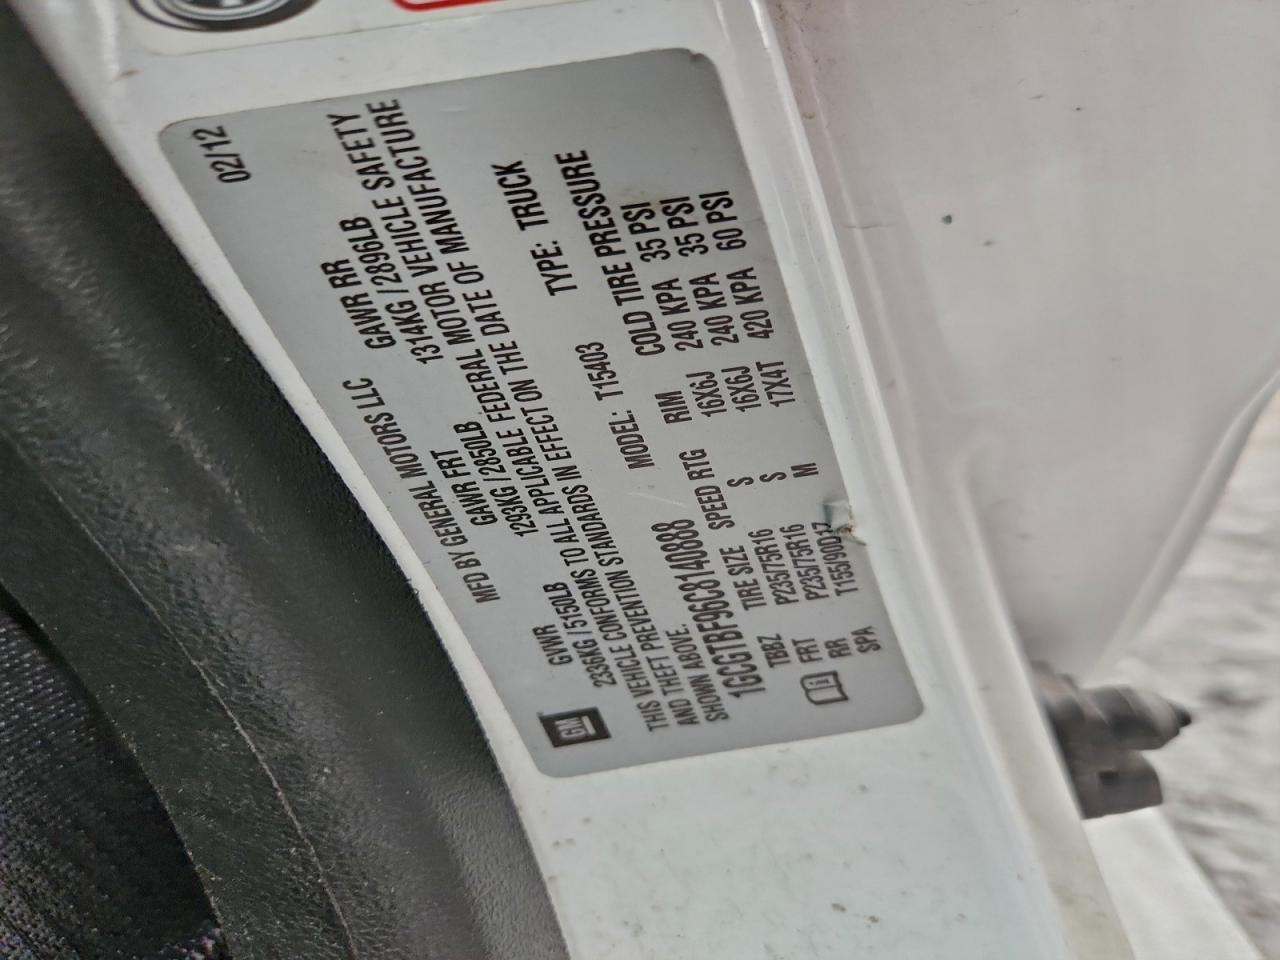 MFD BY GENERAL MOTORS LLC 02/12
GVWR GAWR FRT GAWR RR
2336KG / 5150LB 1293KG / 2850LB 1314KG / 2896LB
THIS VEHICLE CONFORMS TO ALL APPLICABLE FEDERAL MOTOR VEHICLE SAFETY
AND THEFT PREVENTION STANDARDS IN EFFECT ON THE DATE OF MANUFACTURE
SHOWN ABOVE.
1GCGTBF96C8140888 MODEL: T15403 TYPE: TRUCK
TBBZ TIRE SIZE SPEED RTG RIM COLD TIRE PRESSURE
FRT P235/75R16 S 16X6J 240 KPA 35 PSI
RR P235/75R16 S 16X6J 240 KPA 35 PSI
SPA T155/90D17 M 17X4T 420 KPA 60 PSI
GM
i